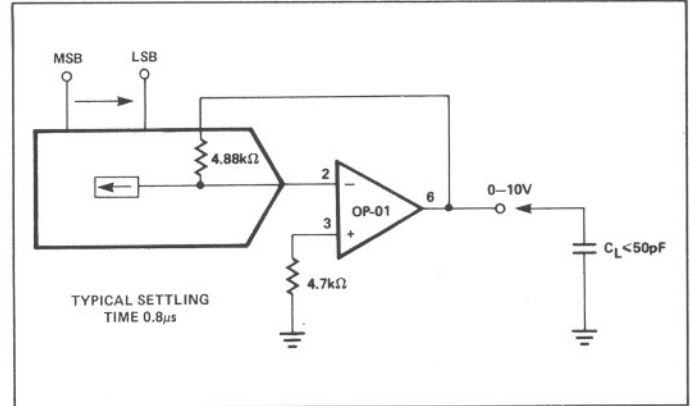 MSB LSB
4.88kΩ
2
OP-01
6
0–10V
3
+
−
4.7kΩ
C_L<50pF
TYPICAL SETTLING
TIME 0.8µs